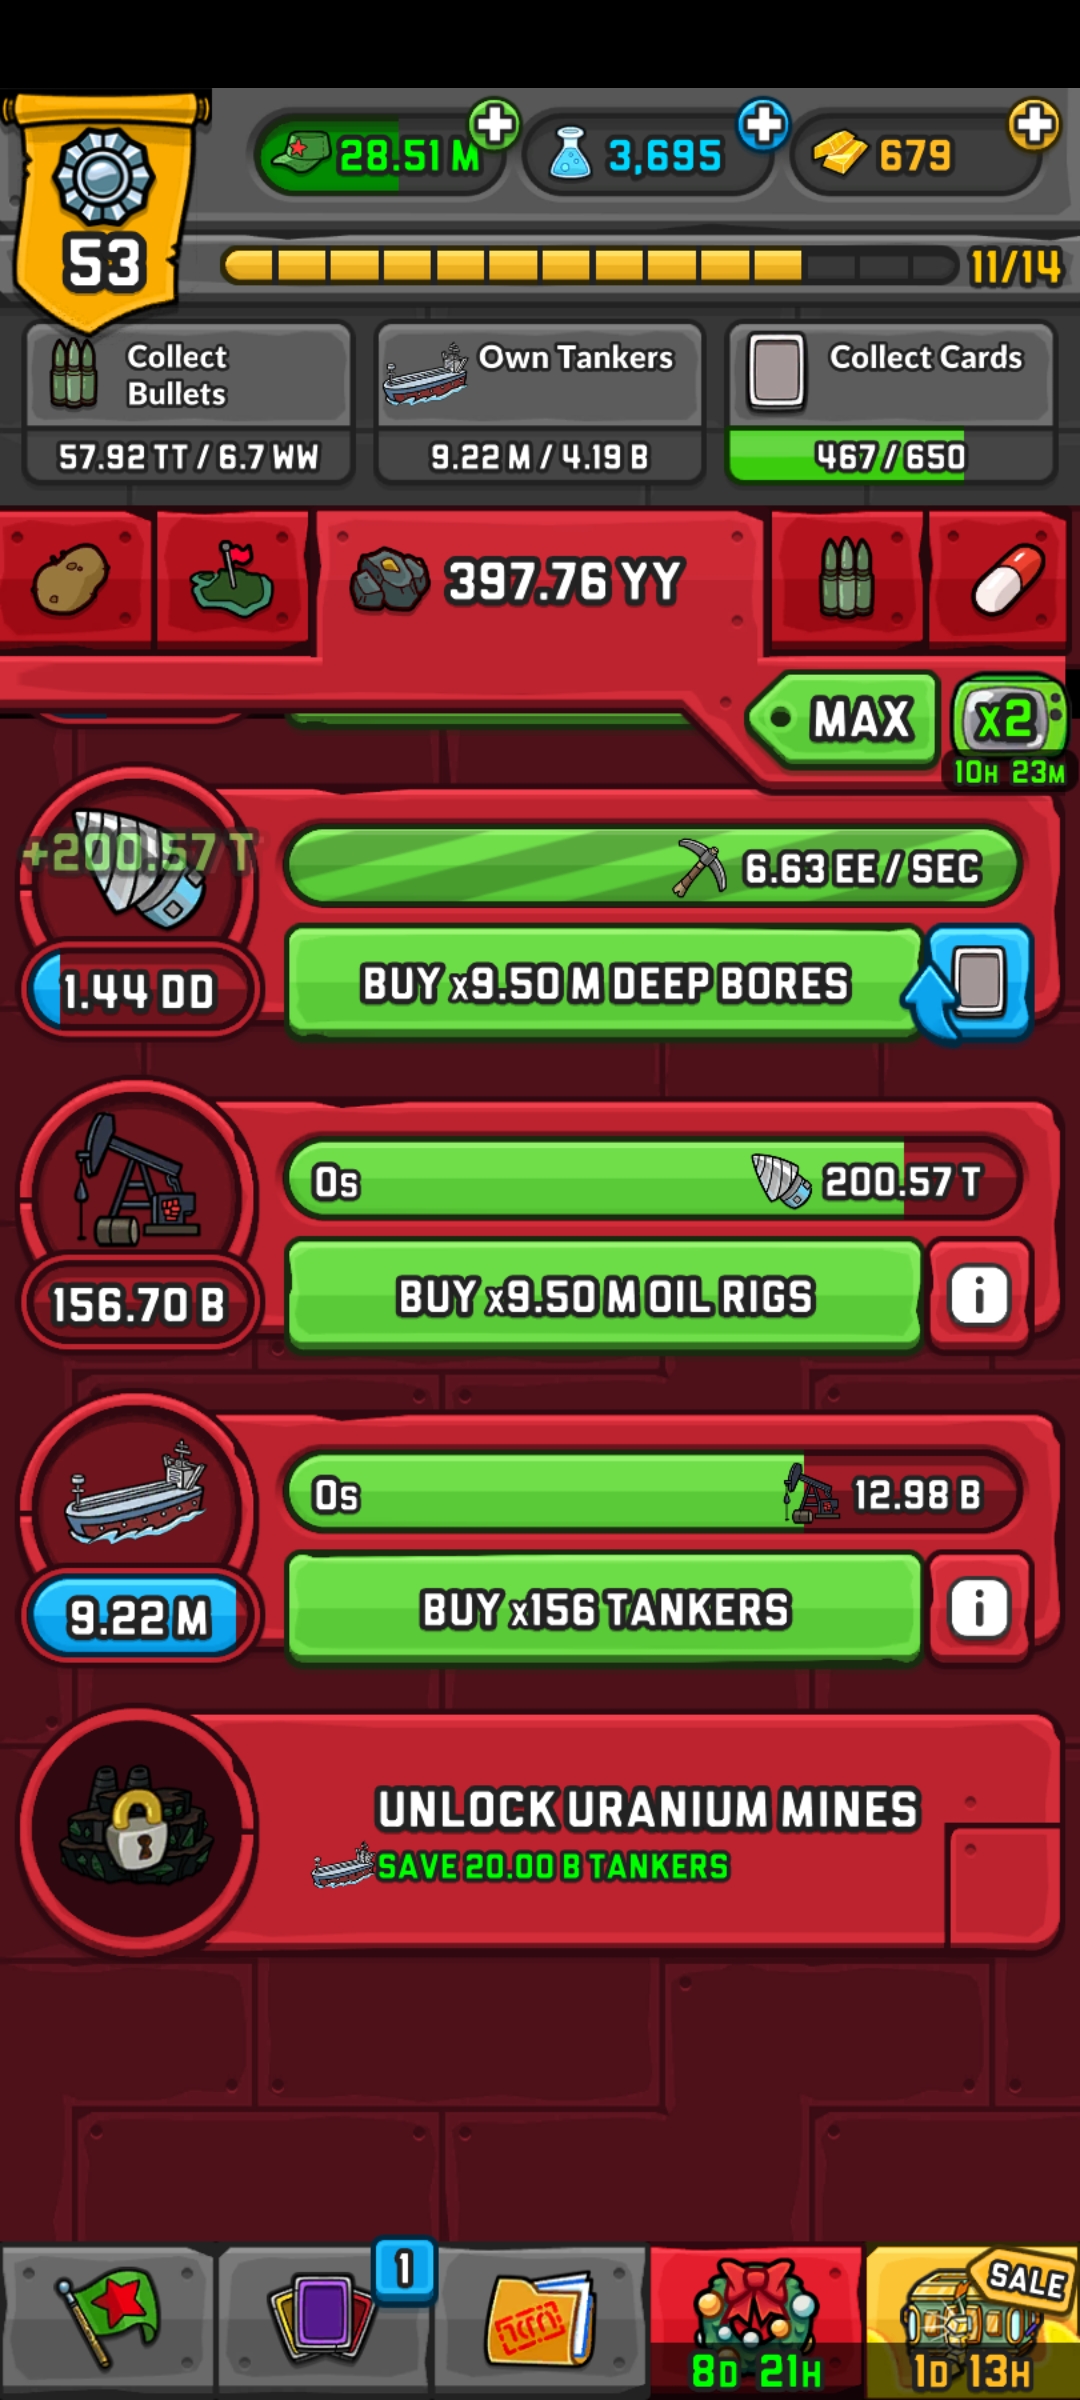 28.51 M
3,695
679
53
11/14
Collect
Bullets
57.92 TT / 6.7 WW
Own Tankers
9.22 M / 4.19 B
Collect Cards
467 / 650
397.76 YY
MAX
x2
10H 23M
+200.57 T
6.63 EE / SEC
1.44 DD
BUY x9.50 M DEEP BORES
0s
200.57 T
156.70 B
BUY x9.50 M OIL RIGS
i
0s
12.98 B
9.22 M
BUY x156 TANKERS
i
UNLOCK URANIUM MINES
SAVE 20.00 B TANKERS
1
SALE
8D 21H
1D 13H